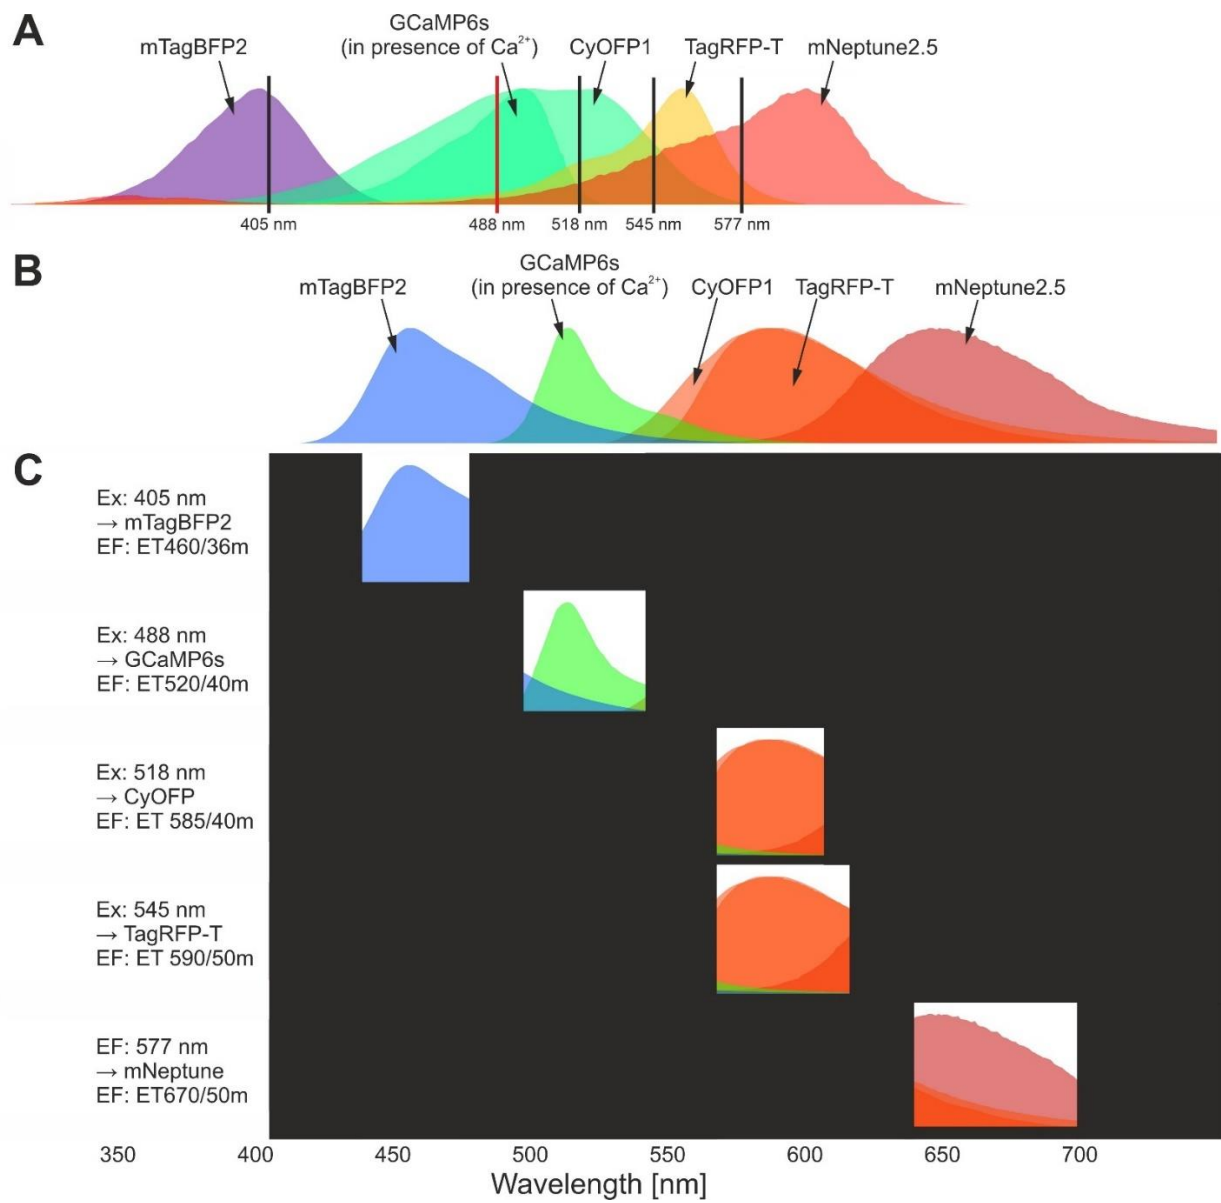 A
mTagBFP2
GCaMP6s
(in presence of Ca²⁺)
CyOFP1
TagRFP-T
mNeptune2.5
405 nm
488 nm
518 nm
545 nm
577 nm
B
mTagBFP2
GCaMP6s
(in presence of Ca²⁺)
CyOFP1
TagRFP-T
mNeptune2.5
C
Ex: 405 nm
→ mTagBFP2
EF: ET460/36m
Ex: 488 nm
→ GCaMP6s
EF: ET520/40m
Ex: 518 nm
→ CyOFP
EF: ET 585/40m
Ex: 545 nm
→ TagRFP-T
EF: ET 590/50m
EF: 577 nm
→ mNeptune
EF: ET670/50m
350 400 450 500 550 600 650 700
Wavelength [nm]